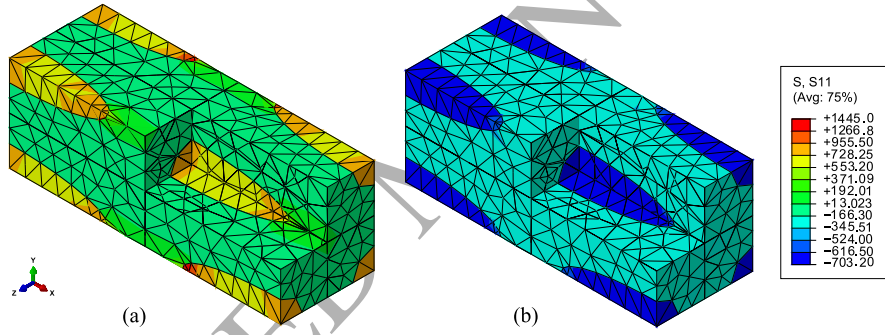 S, S11
(Avg: 75%)
+1445.0
+1266.8
+955.50
+728.25
+553.20
+371.09
+192.01
+13.023
-166.30
-345.51
-524.00
-616.50
-703.20
Y
Z
X
(a)
(b)